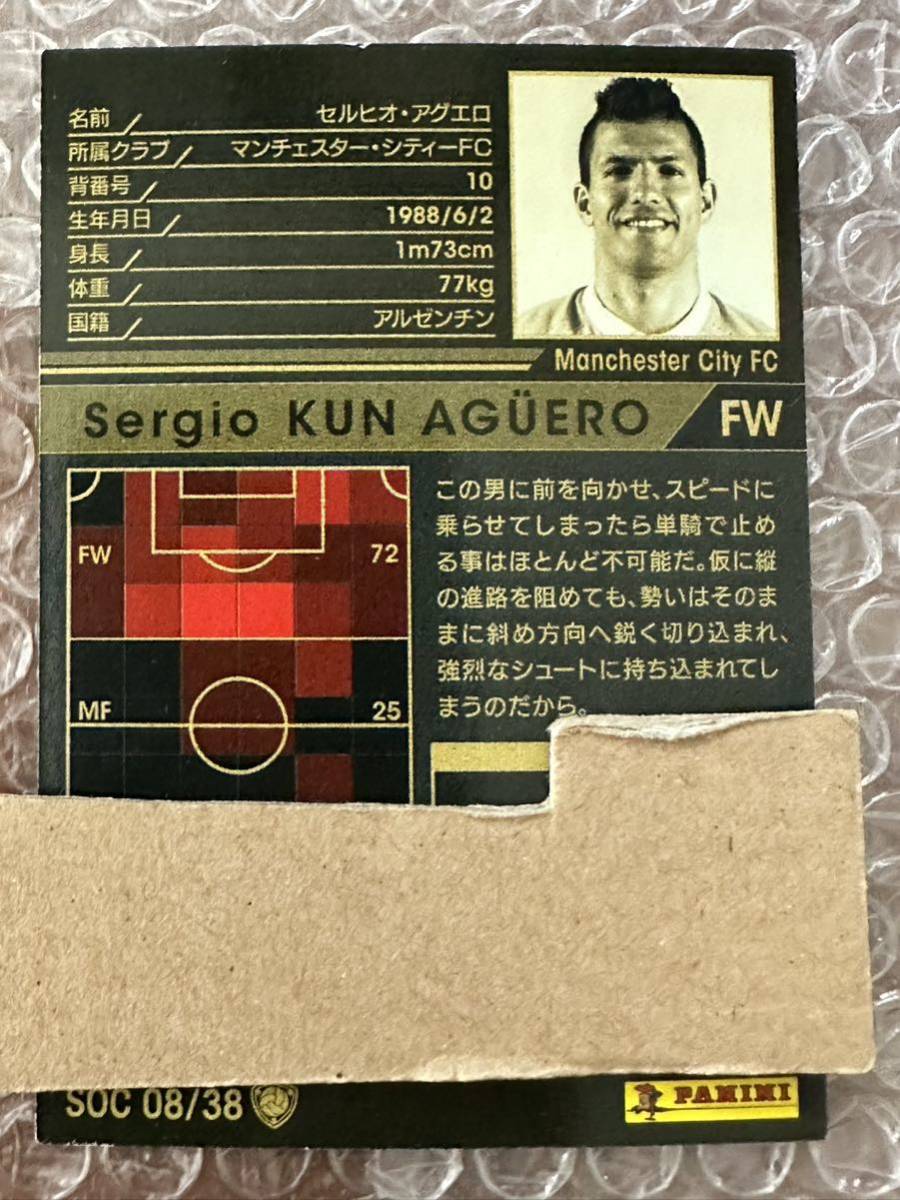 名前 セルヒオ・アグエロ
所属クラブ マンチェスター・シティーFC
背番号 10
生年月日 1988/6/2
身長 1m73cm
体重 77kg
国籍 アルゼンチン
Manchester City FC
Sergio KUN AGÜERO FW
FW 72
MF 25
この男に前を向かせ、スピードに
乗らせてしまったら単騎で止め
る事はほとんど不可能だ。仮に縦
の進路を阻めても、勢いはそのま
まに斜め方向へ鋭く切り込まれ、
強烈なシュートに持ち込まれてし
まうのだから。
SOC 08/38
PANINI